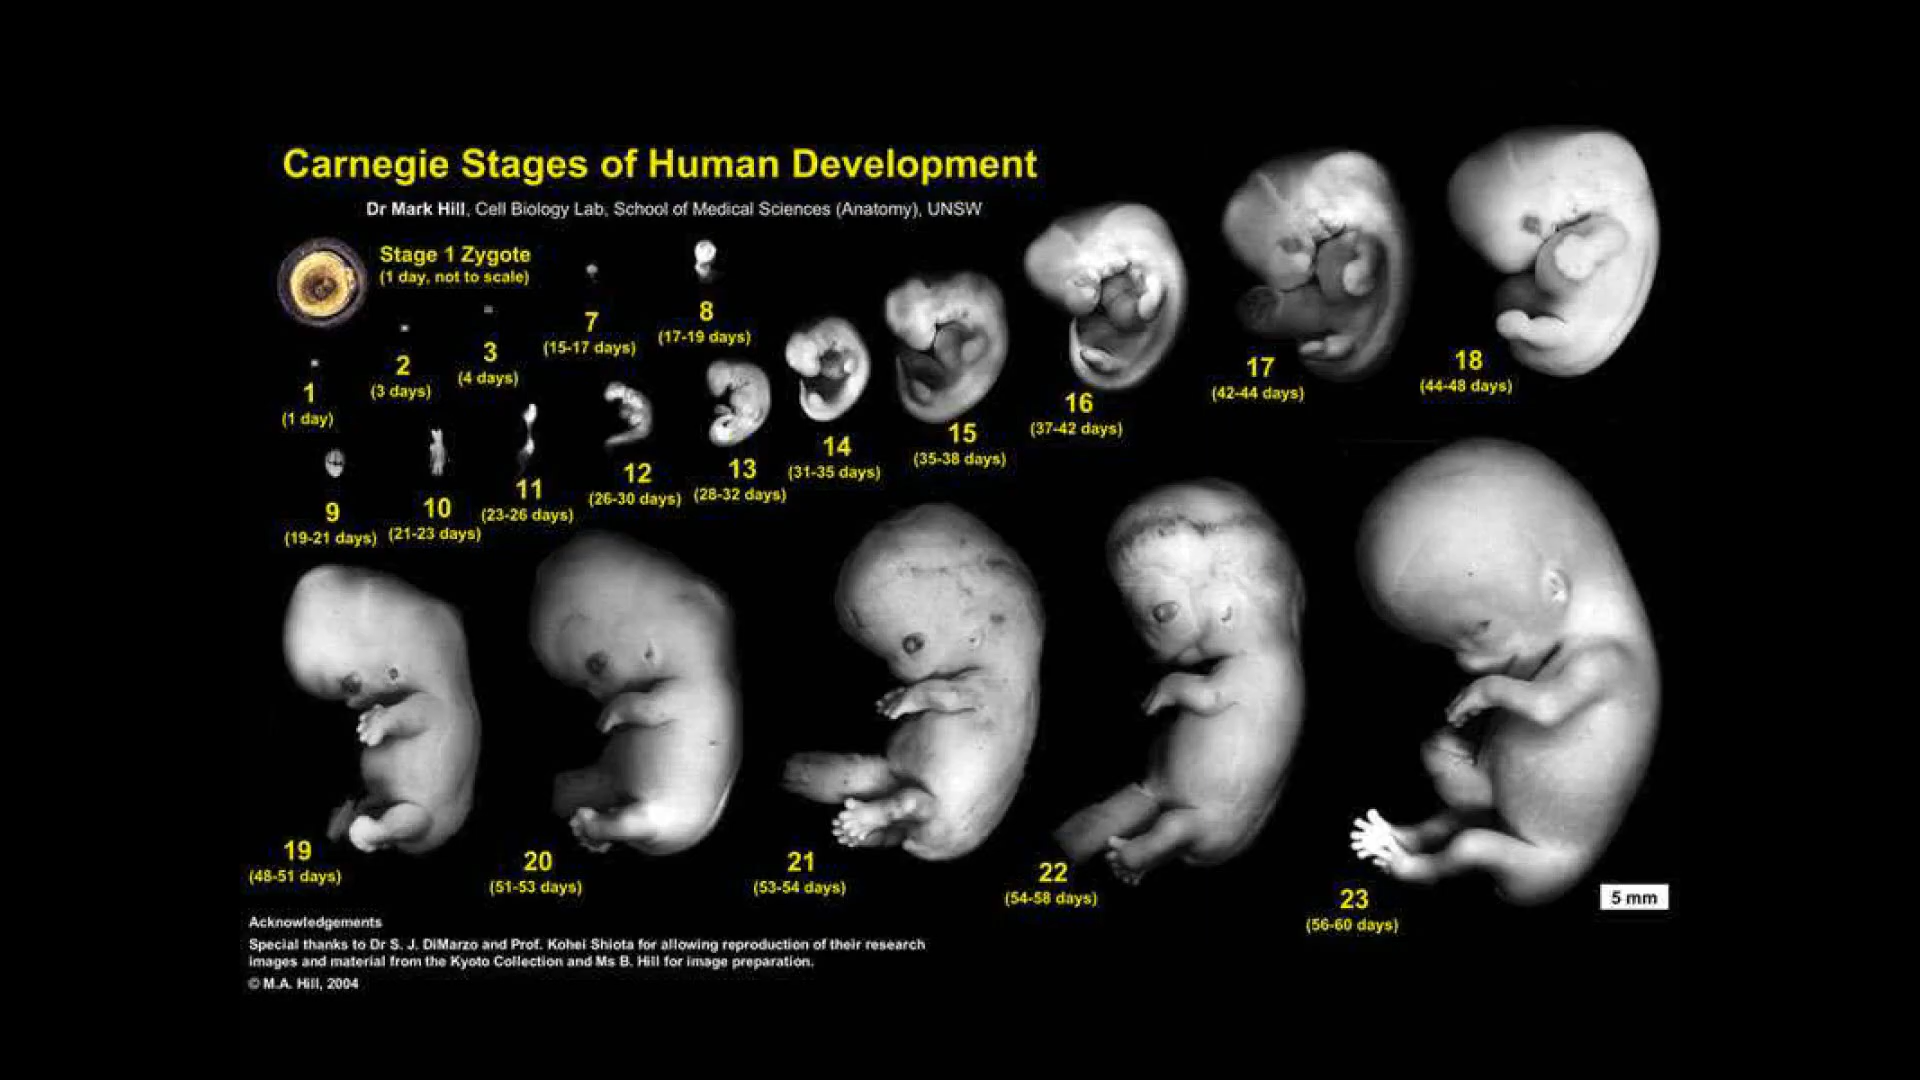 Carnegie Stages of Human Development
Dr Mark Hill, Cell Biology Lab, School of Medical Sciences (Anatomy), UNSW
Stage 1 Zygote
(1 day, not to scale)
1
(1 day)
2
(3 days)
3
(4 days)
7
(15-17 days)
8
(17-19 days)
9
(19-21 days)
10
(21-23 days)
11
(23-26 days)
12
(26-30 days)
13
(28-32 days)
14
(31-35 days)
15
(35-38 days)
16
(37-42 days)
17
(42-44 days)
18
(44-48 days)
19
(48-51 days)
20
(51-53 days)
21
(53-54 days)
22
(54-58 days)
23
(56-60 days)
5 mm
Acknowledgements
Special thanks to Dr S. J. DiMarzo and Prof. Kohei Shiota for allowing reproduction of their research
images and material from the Kyoto Collection and Ms B. Hill for image preparation.
© M.A. Hill, 2004